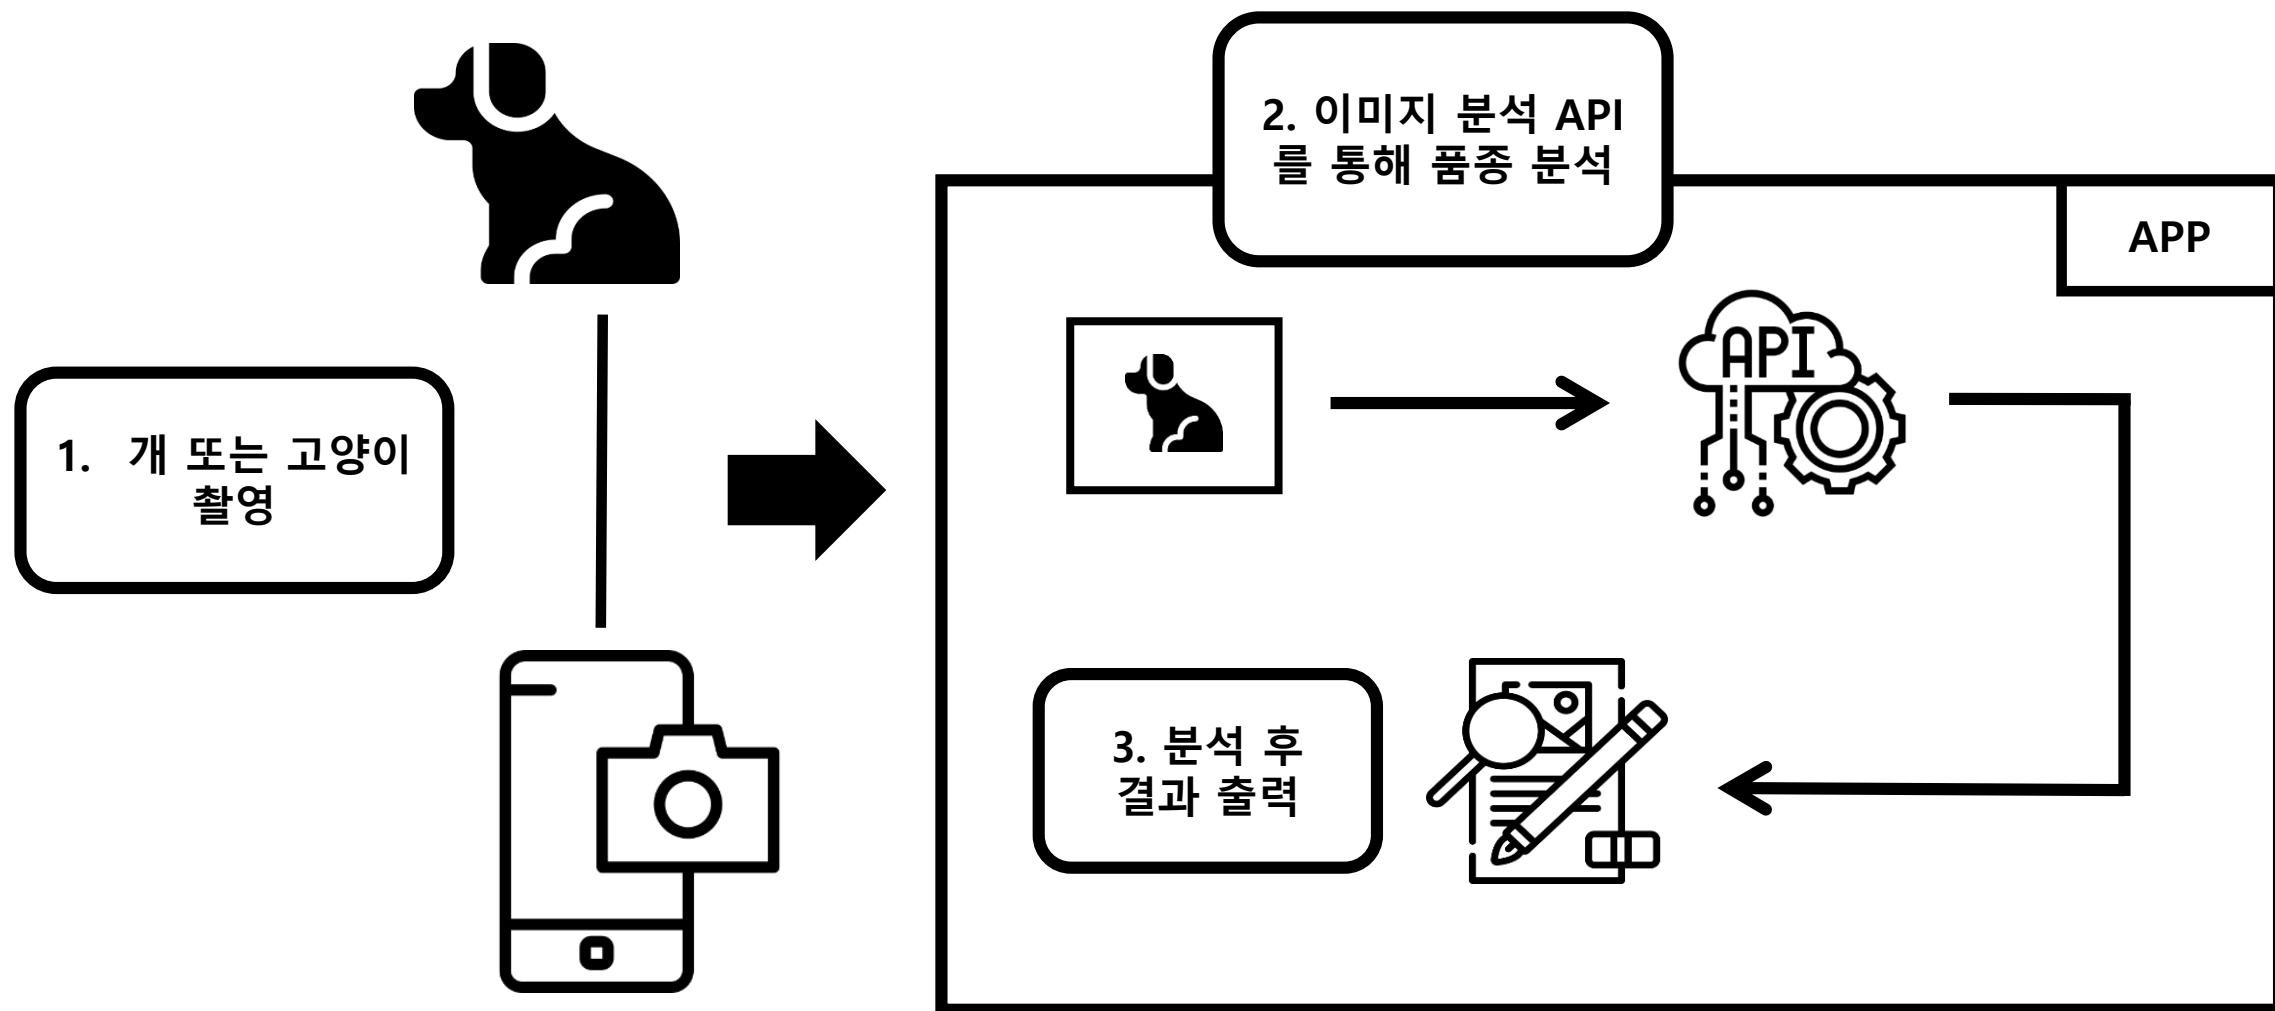 1. 개 또는 고양이
촬영
2. 이미지 분석 API
를 통해 품종 분석
APP
API
3. 분석 후
결과 출력